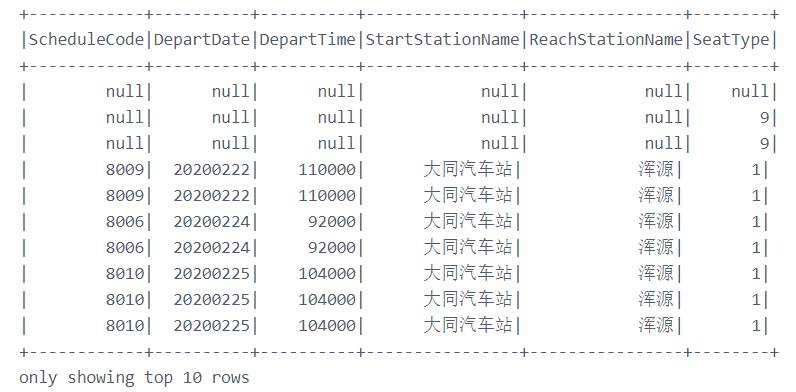 +------------+----------+----------+----------------+----------------+--------+
|ScheduleCode|DepartDate|DepartTime|StartStationName|ReachStationName|SeatType|
+------------+----------+----------+----------------+----------------+--------+
|        null|      null|      null|            null|            null|    null|
|        null|      null|      null|            null|            null|       9|
|        null|      null|      null|            null|            null|       9|
|        8009|  20200222|    110000|      大同汽车站|            浑源|       1|
|        8009|  20200222|    110000|      大同汽车站|            浑源|       1|
|        8006|  20200224|     92000|      大同汽车站|            浑源|       1|
|        8006|  20200224|     92000|      大同汽车站|            浑源|       1|
|        8010|  20200225|    104000|      大同汽车站|            浑源|       1|
|        8010|  20200225|    104000|      大同汽车站|            浑源|       1|
|        8010|  20200225|    104000|      大同汽车站|            浑源|       1|
+------------+----------+----------+----------------+----------------+--------+
only showing top 10 rows